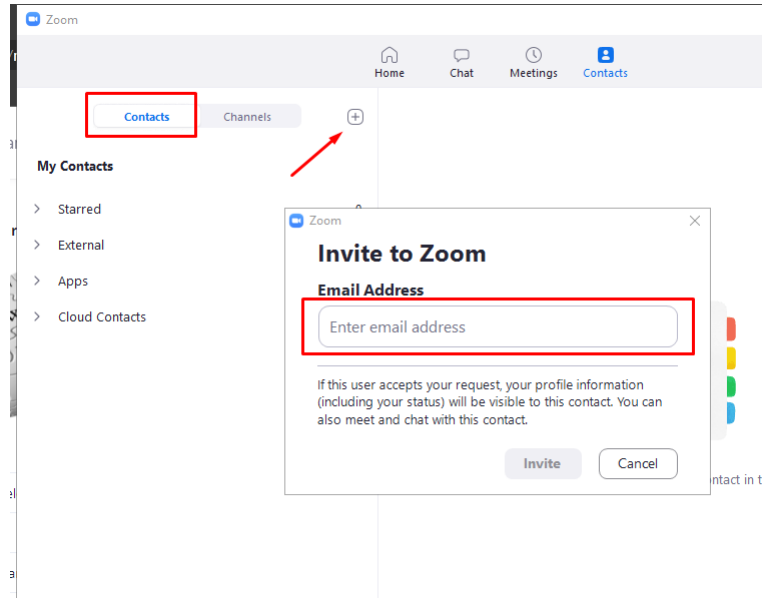 Zoom
Home Chat Meetings Contacts
Contacts Channels
My Contacts
Starred
External
Apps
Cloud Contacts
Zoom
Invite to Zoom
Email Address
Enter email address
If this user accepts your request, your profile information
(including your status) will be visible to this contact. You can
also meet and chat with this contact.
Invite Cancel
in t